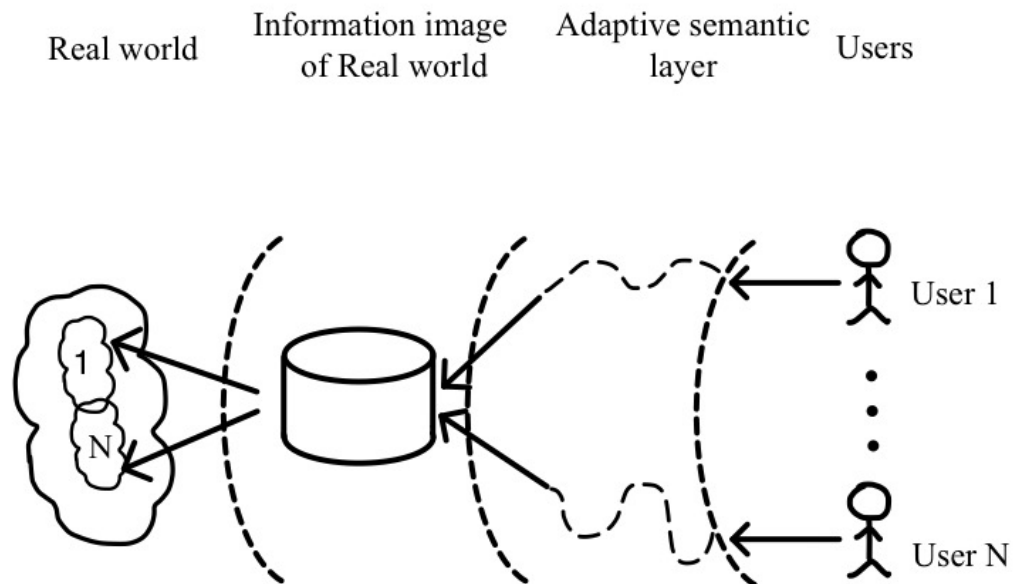 Real world
Information image
of Real world
Adaptive semantic
layer
Users
User 1
1
N
User N